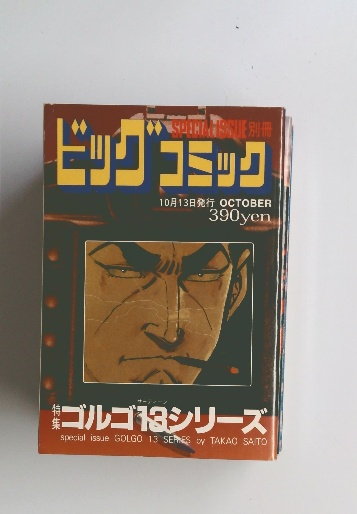 SPECIAL ISSUE 別冊
ビッグコミック
10月13日発行 OCTOBER
390yen
特集
ゴルゴ13シリーズ
special issue GOLGO 13 SERIES by TAKAO SAITO